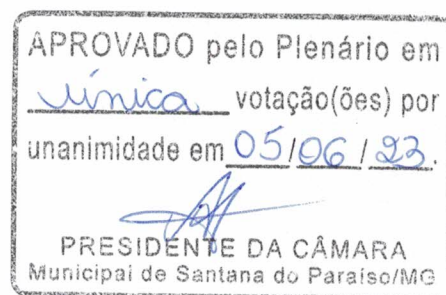 APROVADO pelo Plenário em
única votação(ões) por
unanimidade em 05/06/23.
PRESIDENTE DA CÂMARA
Municipal de Santana do Paraíso/MG